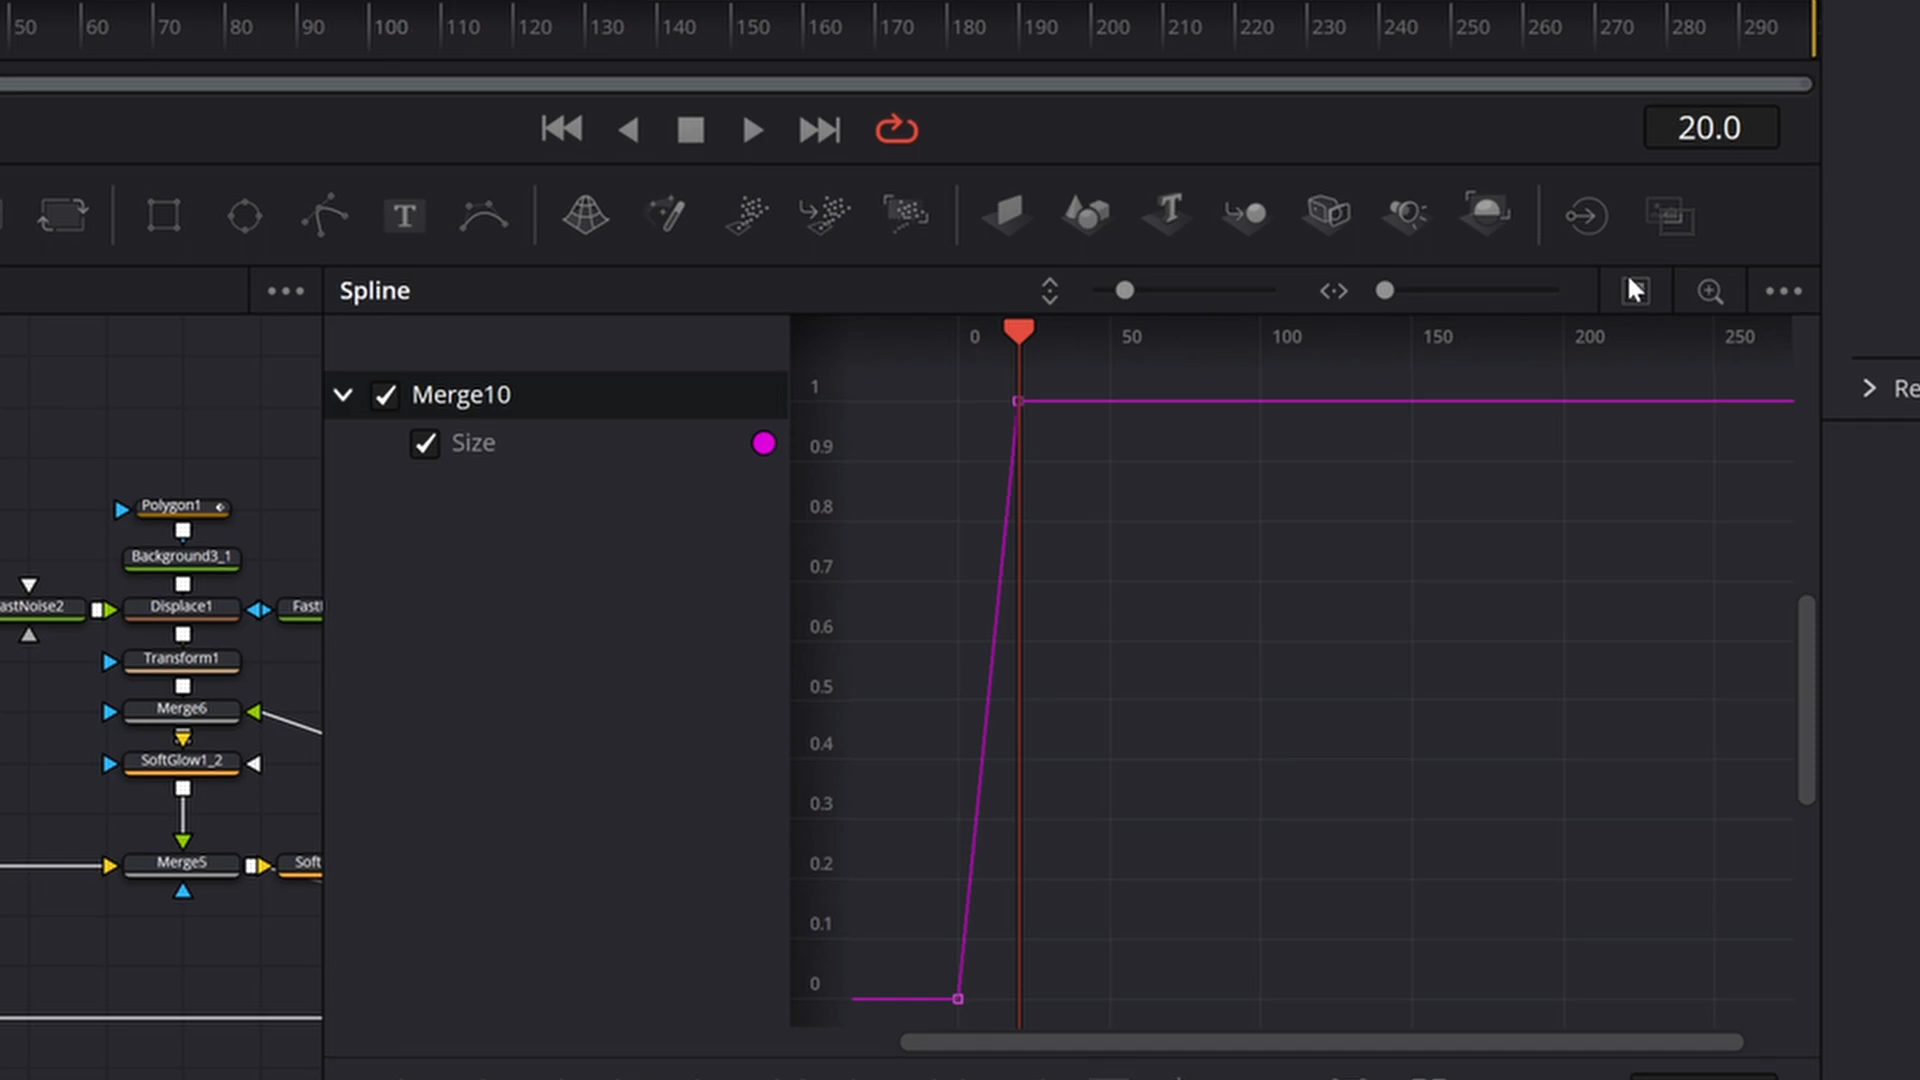 50 60 70 80 90 100 110 120 130 140 150 160 170 180 190 200 210 220 230 240 250 260 270 280 290
20.0
T
T
Spline
0 50 100 150 200 250
Merge10
Size
1
0.9
0.8
0.7
0.6
0.5
0.4
0.3
0.2
0.1
0
Re
Polygon1
Background3_1
astNoise2 Displace1 Fast
Transform1
Merge6
SoftGlow1_2
Merge5 Soft